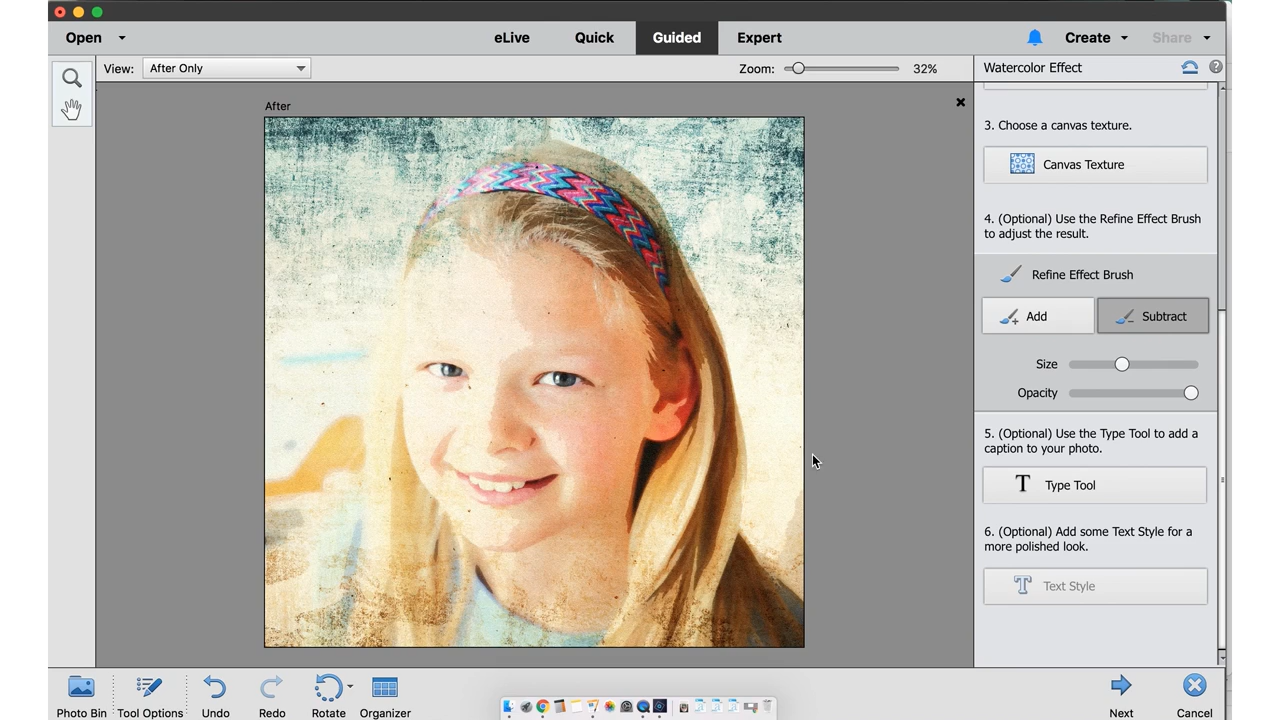 Open
eLive
Quick
Guided
Expert
Create
Share
View:
After Only
Zoom:
32%
Watercolor Effect
?
After
3. Choose a canvas texture.
Canvas Texture
4. (Optional) Use the Refine Effect Brush
to adjust the result.
Refine Effect Brush
Add
Subtract
Size
Opacity
5. (Optional) Use the Type Tool to add a
caption to your photo.
T
Type Tool
6. (Optional) Add some Text Style for a
more polished look.
T
Text Style
Photo Bin
Tool Options
Undo
Redo
Rotate
Organizer
Next
Cancel